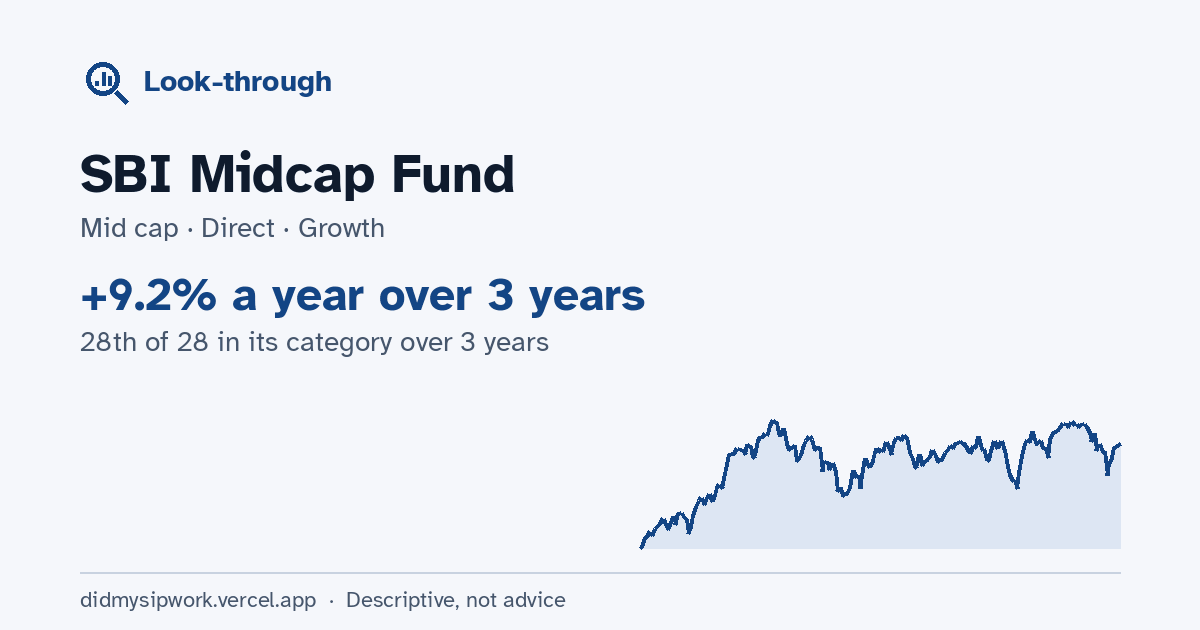 Look-through
SBI Midcap Fund
Mid cap · Direct · Growth
+9.2% a year over 3 years
28th of 28 in its category over 3 years
didmysipwork.vercel.app · Descriptive, not advice